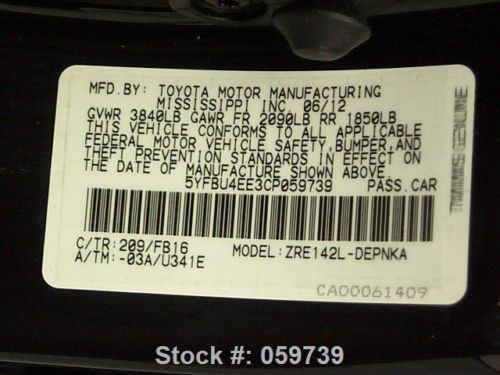 MFD.BY: TOYOTA MOTOR MANUFACTURING
MISSISSIPPI INC. 06/12
GVWR 3840LB GAWR FR 2090LB RR 1850LB
THIS VEHICLE CONFORMS TO ALL APPLICABLE
FEDERAL MOTOR VEHICLE SAFETY,BUMPER,AND
THEFT PREVENTION STANDARDS IN EFFECT ON
THE DATE OF MANUFACTURE SHOWN ABOVE.
5YFBU4EE3CP059739 PASS.CAR
C/TR:209/FB16 MODEL:ZRE142L-DEPNKA
A/TM:-03A/U341E
CA00061409
Stock #: 059739